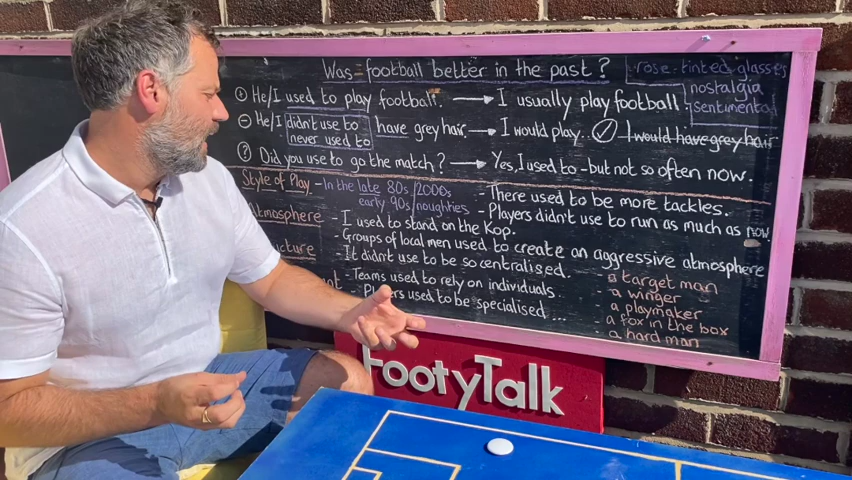 Was football better in the past?
rose-tinted glasses
nostalgia
sentimental
+ He/I used to play football. → I usually play football
- He/I didn't use to
never used to have grey hair → I would play.. ✓ I would have grey hair
? Did you use to go the match? → Yes, I used to - but not so often now.
Style of Play - In the late 80s/2000s
early 90s/noughties
- There used to be more tackles.
- Players didn't use to run as much as now
Atmosphere - I used to stand on the Kop.
- Groups of local men used to create an aggressive atmosphere
- It didn't use to be so centralised.
- Teams used to rely on individuals.
used to be specialised...
a target man
- a winger
- a playmaker
- a fox in the box
- a hard man
FootyTalk